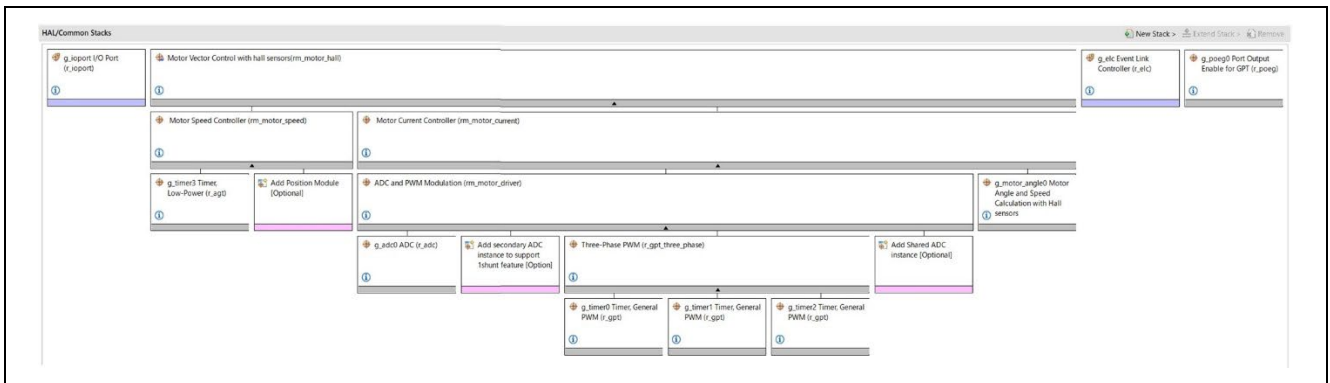 HAL/Common Stacks
New Stack > Extend Stack > Remove
g_ioport I/O Port
(r_ioport)
Motor Vector Control with hall sensors(rm_motor_hall)
g_elc Event Link
Controller (r_elc)
g_poeg0 Port Output
Enable for GPT (r_poeg)
Motor Speed Controller (rm_motor_speed)
Motor Current Controller (rm_motor_current)
g_timer3 Timer,
Low-Power (r_agt)
Add Position Module
[Optional]
ADC and PWM Modulation (rm_motor_driver)
g_motor_angle0 Motor
Angle and Speed
Calculation with Hall
sensors
g_adc0 ADC (r_adc)
Add secondary ADC
instance to support
1shunt feature [Option]
Three-Phase PWM (r_gpt_three_phase)
Add Shared ADC
instance [Optional]
g_timer0 Timer, General
PWM (r_gpt)
g_timer1 Timer, General
PWM (r_gpt)
g_timer2 Timer, General
PWM (r_gpt)